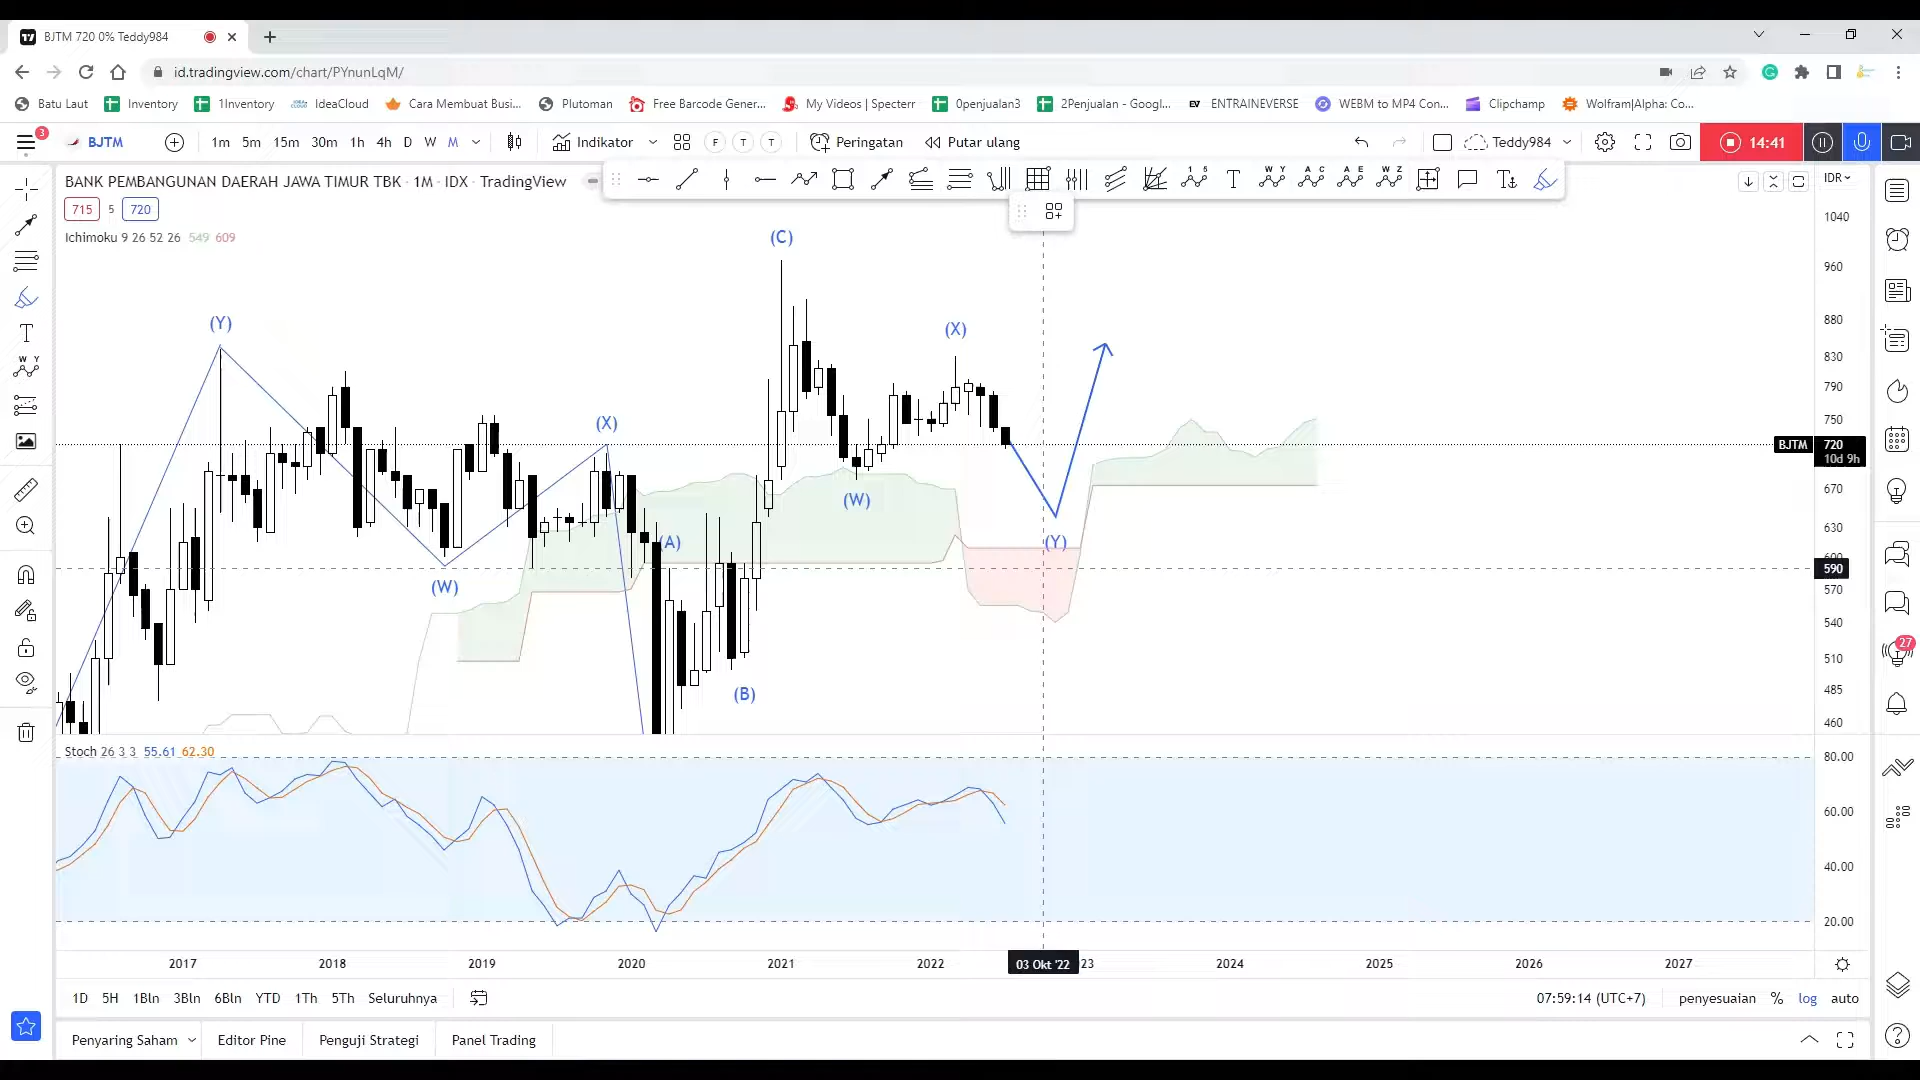 BJTM 720 0% Teddy984
id.tradingview.com/chart/PYnunLqM/
Batu Laut Inventory 1Inventory IdeaCloud Cara Membuat Busi... Plutoman Free Barcode Gener... My Videos | Specterr 0penjualan3 2Penjualan - Googl... EV ENTRAINEVERSE WEBM to MP4 Con... Clipchamp Wolfram|Alpha: Co...
3 BJTM 1m 5m 15m 30m 1h 4h D W M Indikator F T T Peringatan Putar ulang Teddy984 14:41
BANK PEMBANGUNAN DAERAH JAWA TIMUR TBK · 1M · IDX · TradingView
IDR
715 5 720
Ichimoku 9 26 52 26 549 609
(C)
(Y)
(X)
(X)
(W)
(A)
(Y)
(W)
(B)
1040
960
880
830
790
750
BJTM 720
10d 9h
670
630
600
590
570
540
510
485
460
27
Stoch 26 3 3 55.61 62.30
80.00
60.00
40.00
20.00
2017 2018 2019 2020 2021 2022 03 Okt '22 23 2024 2025 2026 2027
1D 5H 1Bln 3Bln 6Bln YTD 1Th 5Th Seluruhnya 07:59:14 (UTC+7) penyesuaian % log auto
Penyaring Saham Editor Pine Penguji Strategi Panel Trading